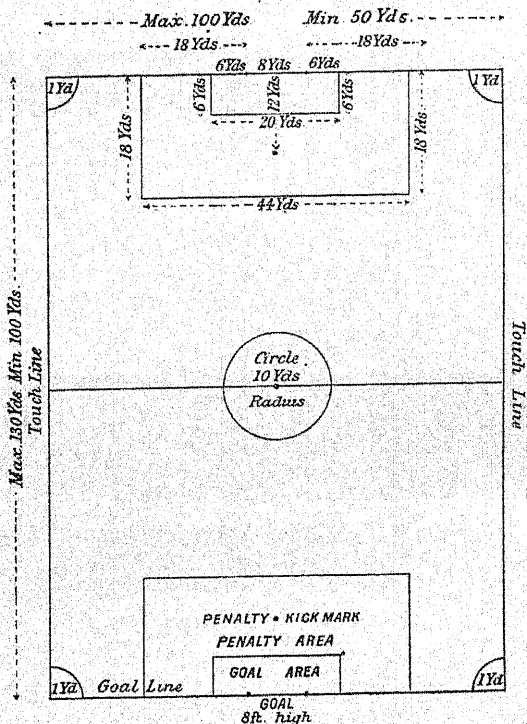 Max. 100 Yds Min 50 Yds.
18 Yds. 18 Yds.
6 Yds 8 Yds 6 Yds
1 Yd 1 Yd
6 Yds 12 Yds 6 Yds
20 Yds
18 Yds 18 Yds
44 Yds
Max. 130 Yds Min 100 Yds.
Touch Line
Touch Line
Circle
10 Yds
Radius
PENALTY • KICK MARK
PENALTY AREA
GOAL AREA
1 Yd Goal Line 1 Yd
GOAL
8ft. high